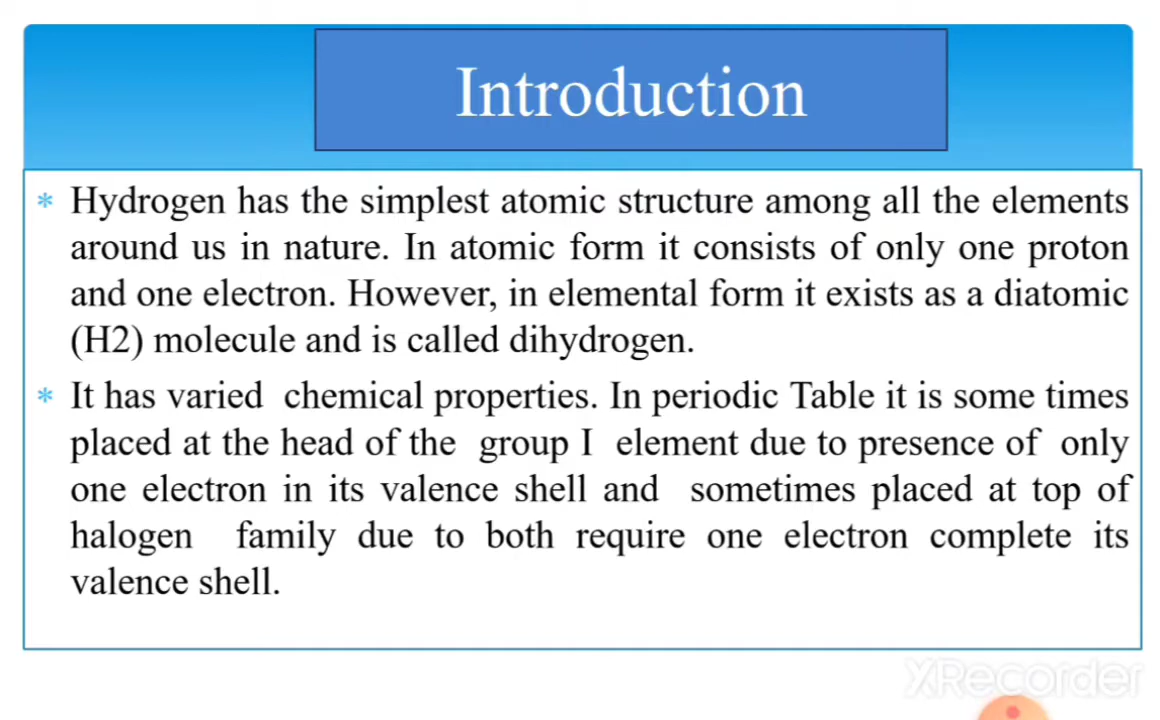 Introduction
* Hydrogen has the simplest atomic structure among all the elements
around us in nature. In atomic form it consists of only one proton
and one electron. However, in elemental form it exists as a diatomic
(H2) molecule and is called dihydrogen.
* It has varied chemical properties. In periodic Table it is some times
placed at the head of the group I element due to presence of only
one electron in its valence shell and sometimes placed at top of
halogen family due to both require one electron complete its
valence shell.
XRecorder